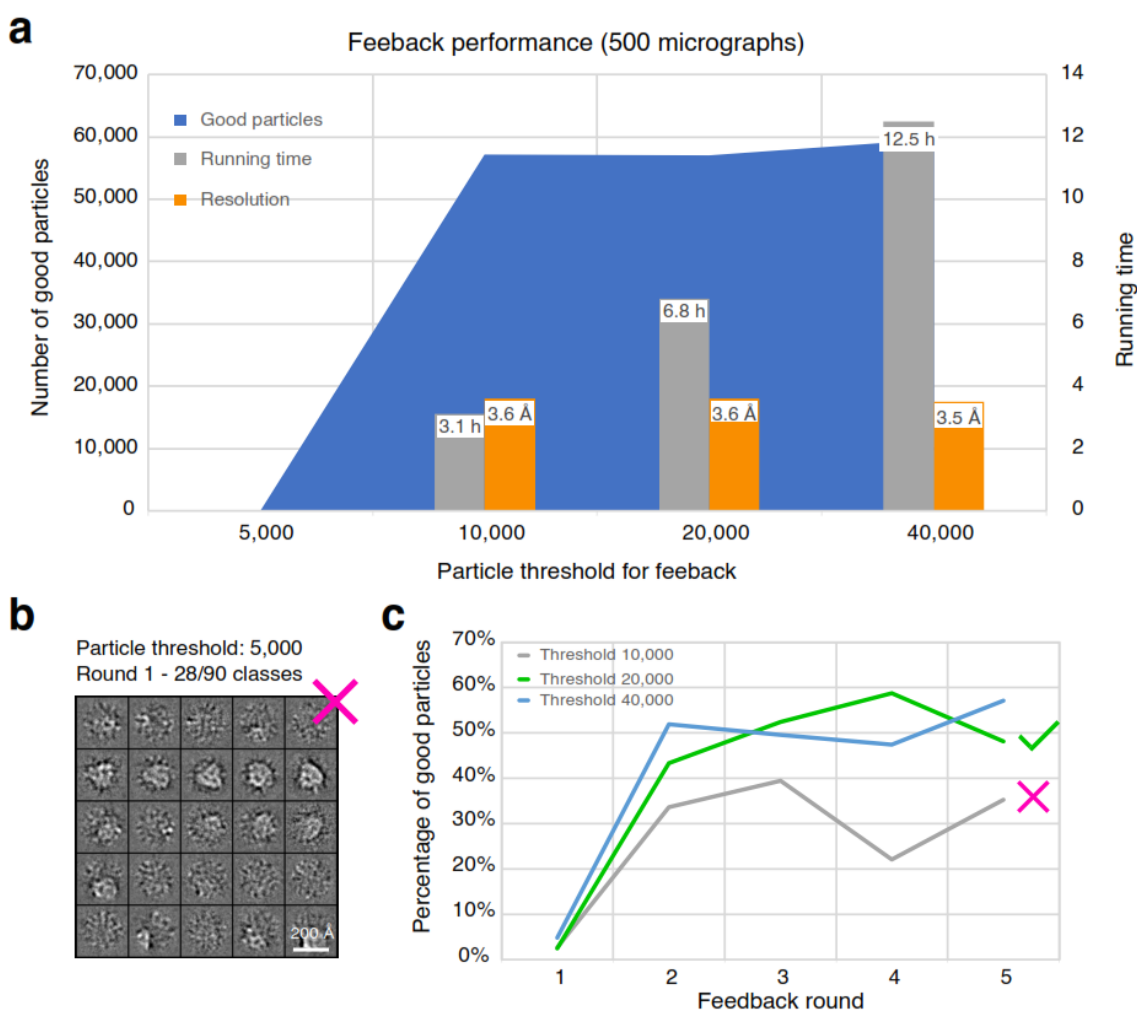 a
Feeback performance (500 micrographs)
70,000
60,000
50,000
40,000
30,000
20,000
10,000
0
Number of good particles
Good particles
Running time
Resolution
14
12
10
8
6
4
2
0
Running time
3.1 h
3.6 Å
6.8 h
3.6 Å
12.5 h
3.5 Å
5,000 10,000 20,000 40,000
Particle threshold for feeback
b
Particle threshold: 5,000
Round 1 - 28/90 classes
200 Å
c
70%
60%
50%
40%
30%
20%
10%
0%
Percentage of good particles
Threshold 10,000
Threshold 20,000
Threshold 40,000
1 2 3 4 5
Feedback round